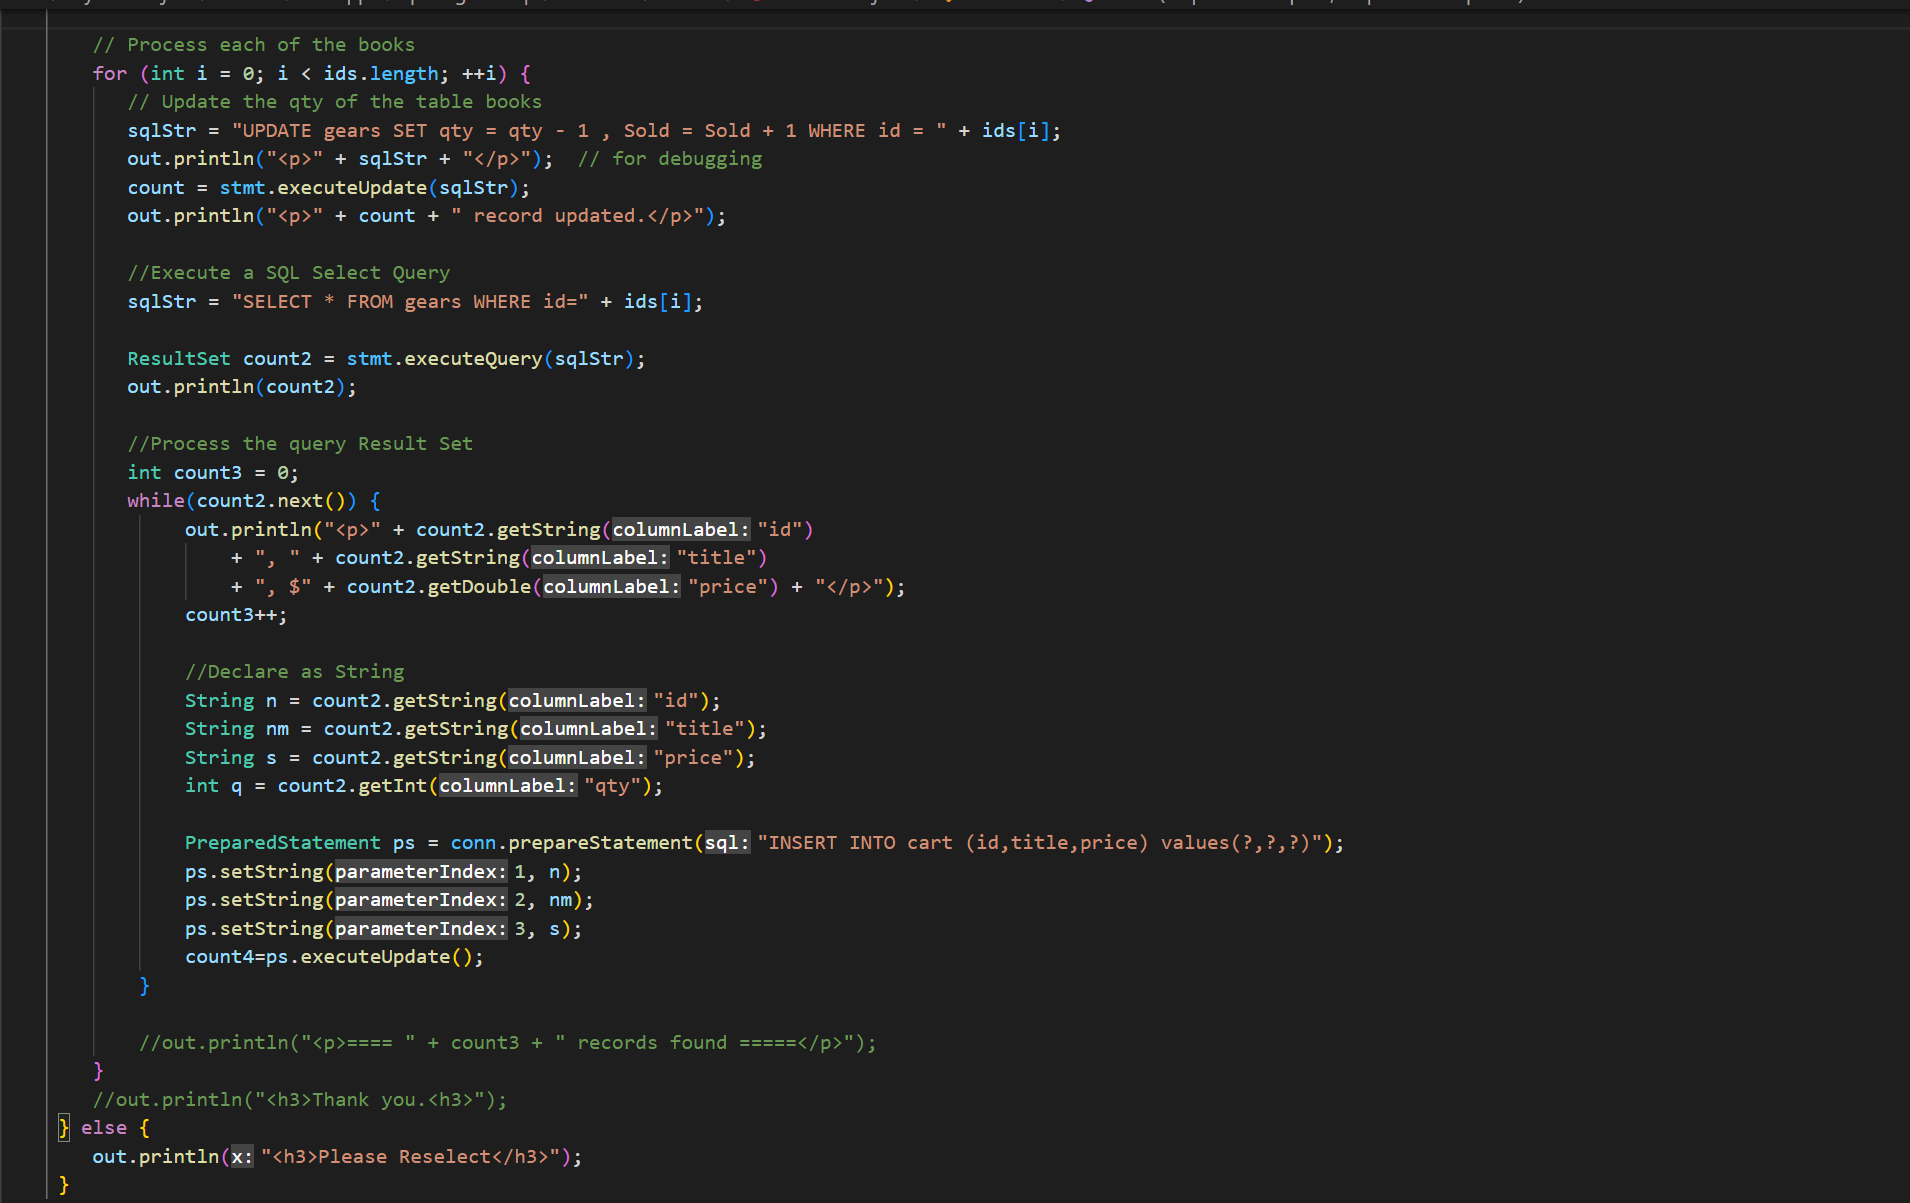 // Process each of the books
for (int i = 0; i < ids.length; ++i) {
// Update the qty of the table books
sqlStr = "UPDATE gears SET qty = qty - 1 , Sold = Sold + 1 WHERE id = " + ids[i];
out.println("<p>" + sqlStr + "</p>");  // for debugging
count = stmt.executeUpdate(sqlStr);
out.println("<p>" + count + " record updated.</p>");
//Execute a SQL Select Query
sqlStr = "SELECT * FROM gears WHERE id=" + ids[i];
ResultSet count2 = stmt.executeQuery(sqlStr);
out.println(count2);
//Process the query Result Set
int count3 = 0;
while(count2.next()) {
out.println("<p>" + count2.getString(columnLabel: "id")
+ ", " + count2.getString(columnLabel: "title")
+ ", $" + count2.getDouble(columnLabel: "price") + "</p>");
count3++;
//Declare as String
String n = count2.getString(columnLabel: "id");
String nm = count2.getString(columnLabel: "title");
String s = count2.getString(columnLabel: "price");
int q = count2.getInt(columnLabel: "qty");
PreparedStatement ps = conn.prepareStatement(sql: "INSERT INTO cart (id,title,price) values(?,?,?)");
ps.setString(parameterIndex: 1, n);
ps.setString(parameterIndex: 2, nm);
ps.setString(parameterIndex: 3, s);
count4=ps.executeUpdate();
}
//out.println("<p>==== " + count3 + " records found =====</p>");
}
//out.println("<h3>Thank you.<h3>");
} else {
out.println(x: "<h3>Please Reselect</h3>");
}